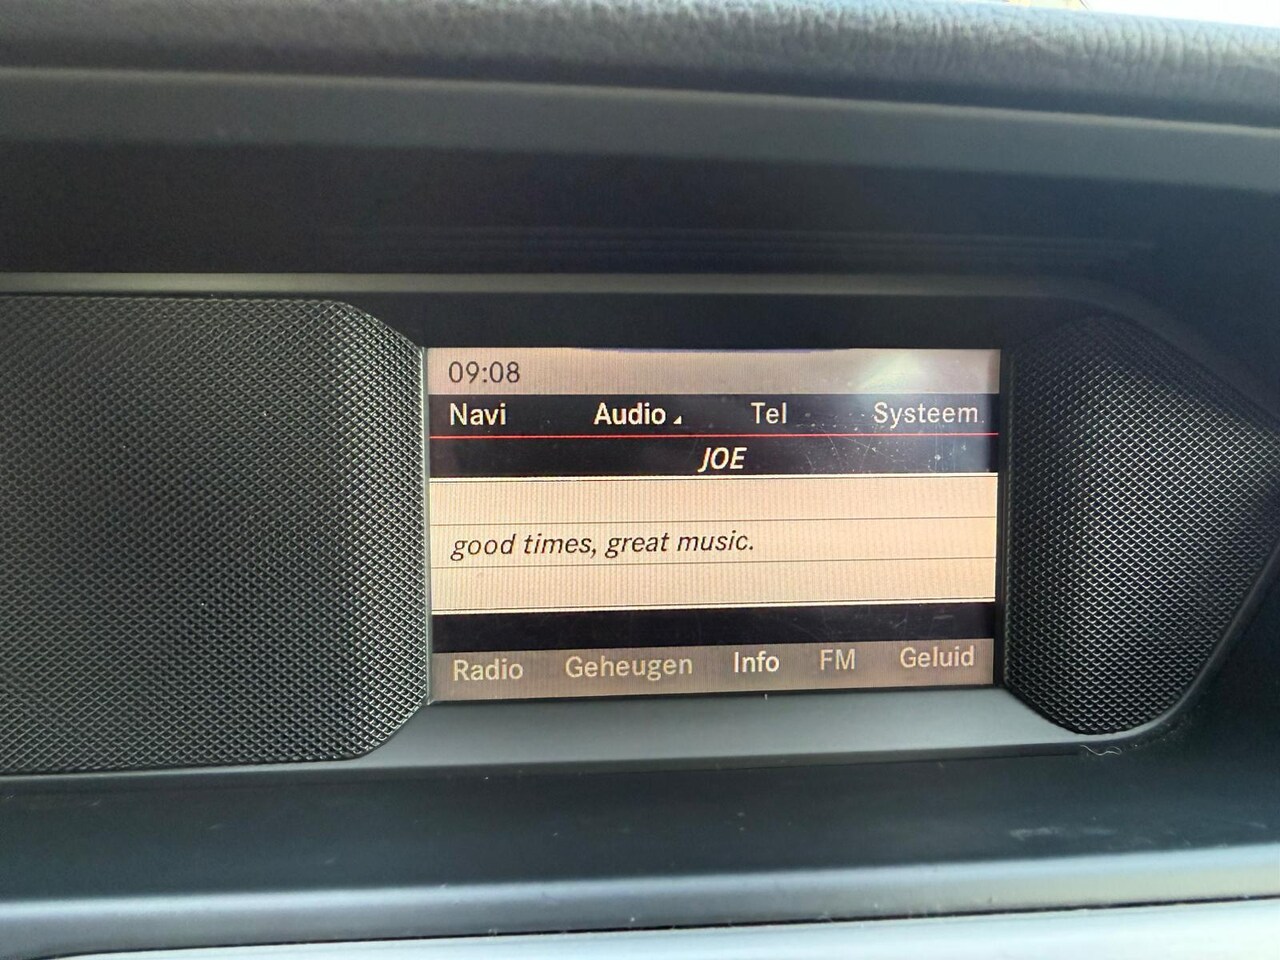 09:08
Navi Audio Tel Systeem
JOE
good times, great music.
Radio Geheugen Info FM Geluid